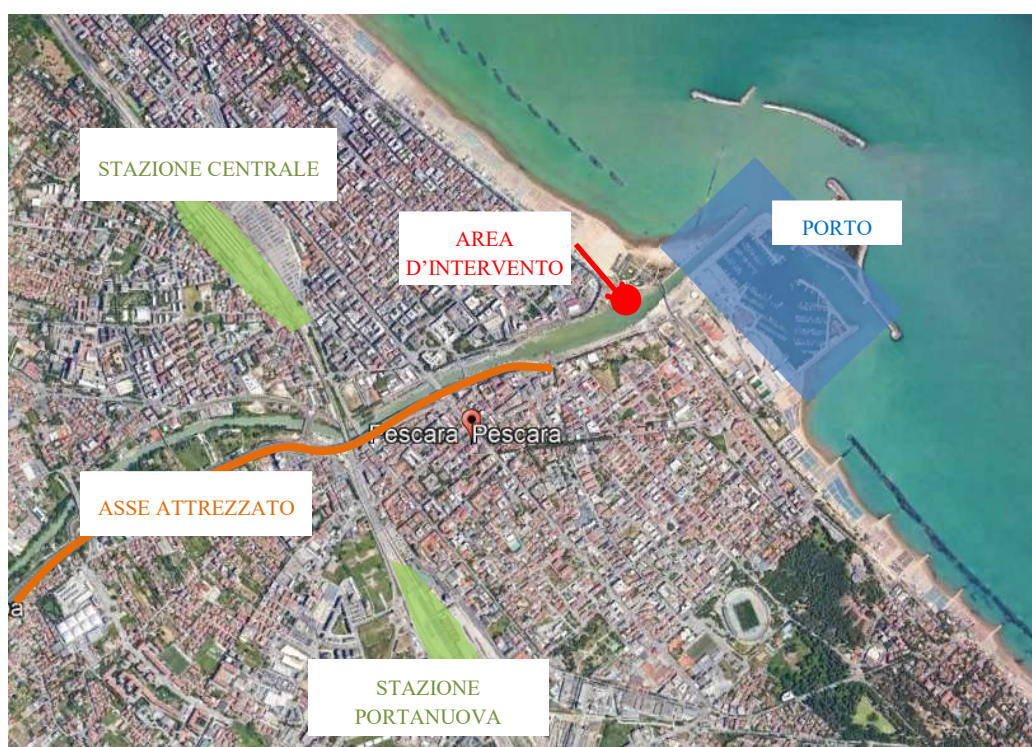 STAZIONE CENTRALE
AREA
D'INTERVENTO
PORTO
Pescara Pescara
ASSE ATTREZZATO
a
STAZIONE
PORTANUOVA